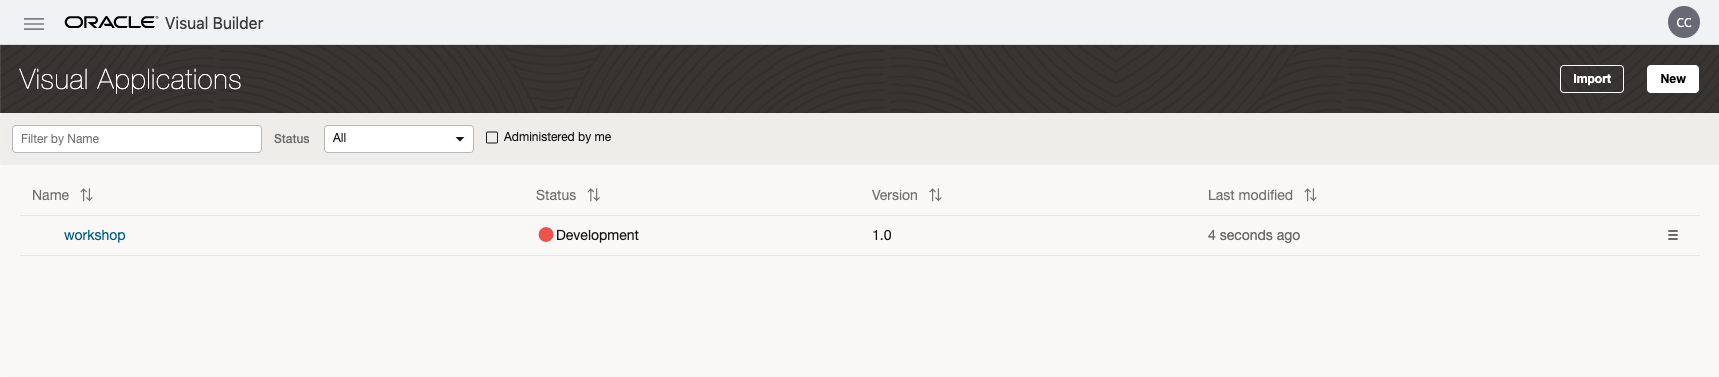 ORACLE Visual Builder
CC
Visual Applications
Import
New
Filter by Name
Status
All
Administered by me
Name
Status
Version
Last modified
workshop
Development
1.0
4 seconds ago